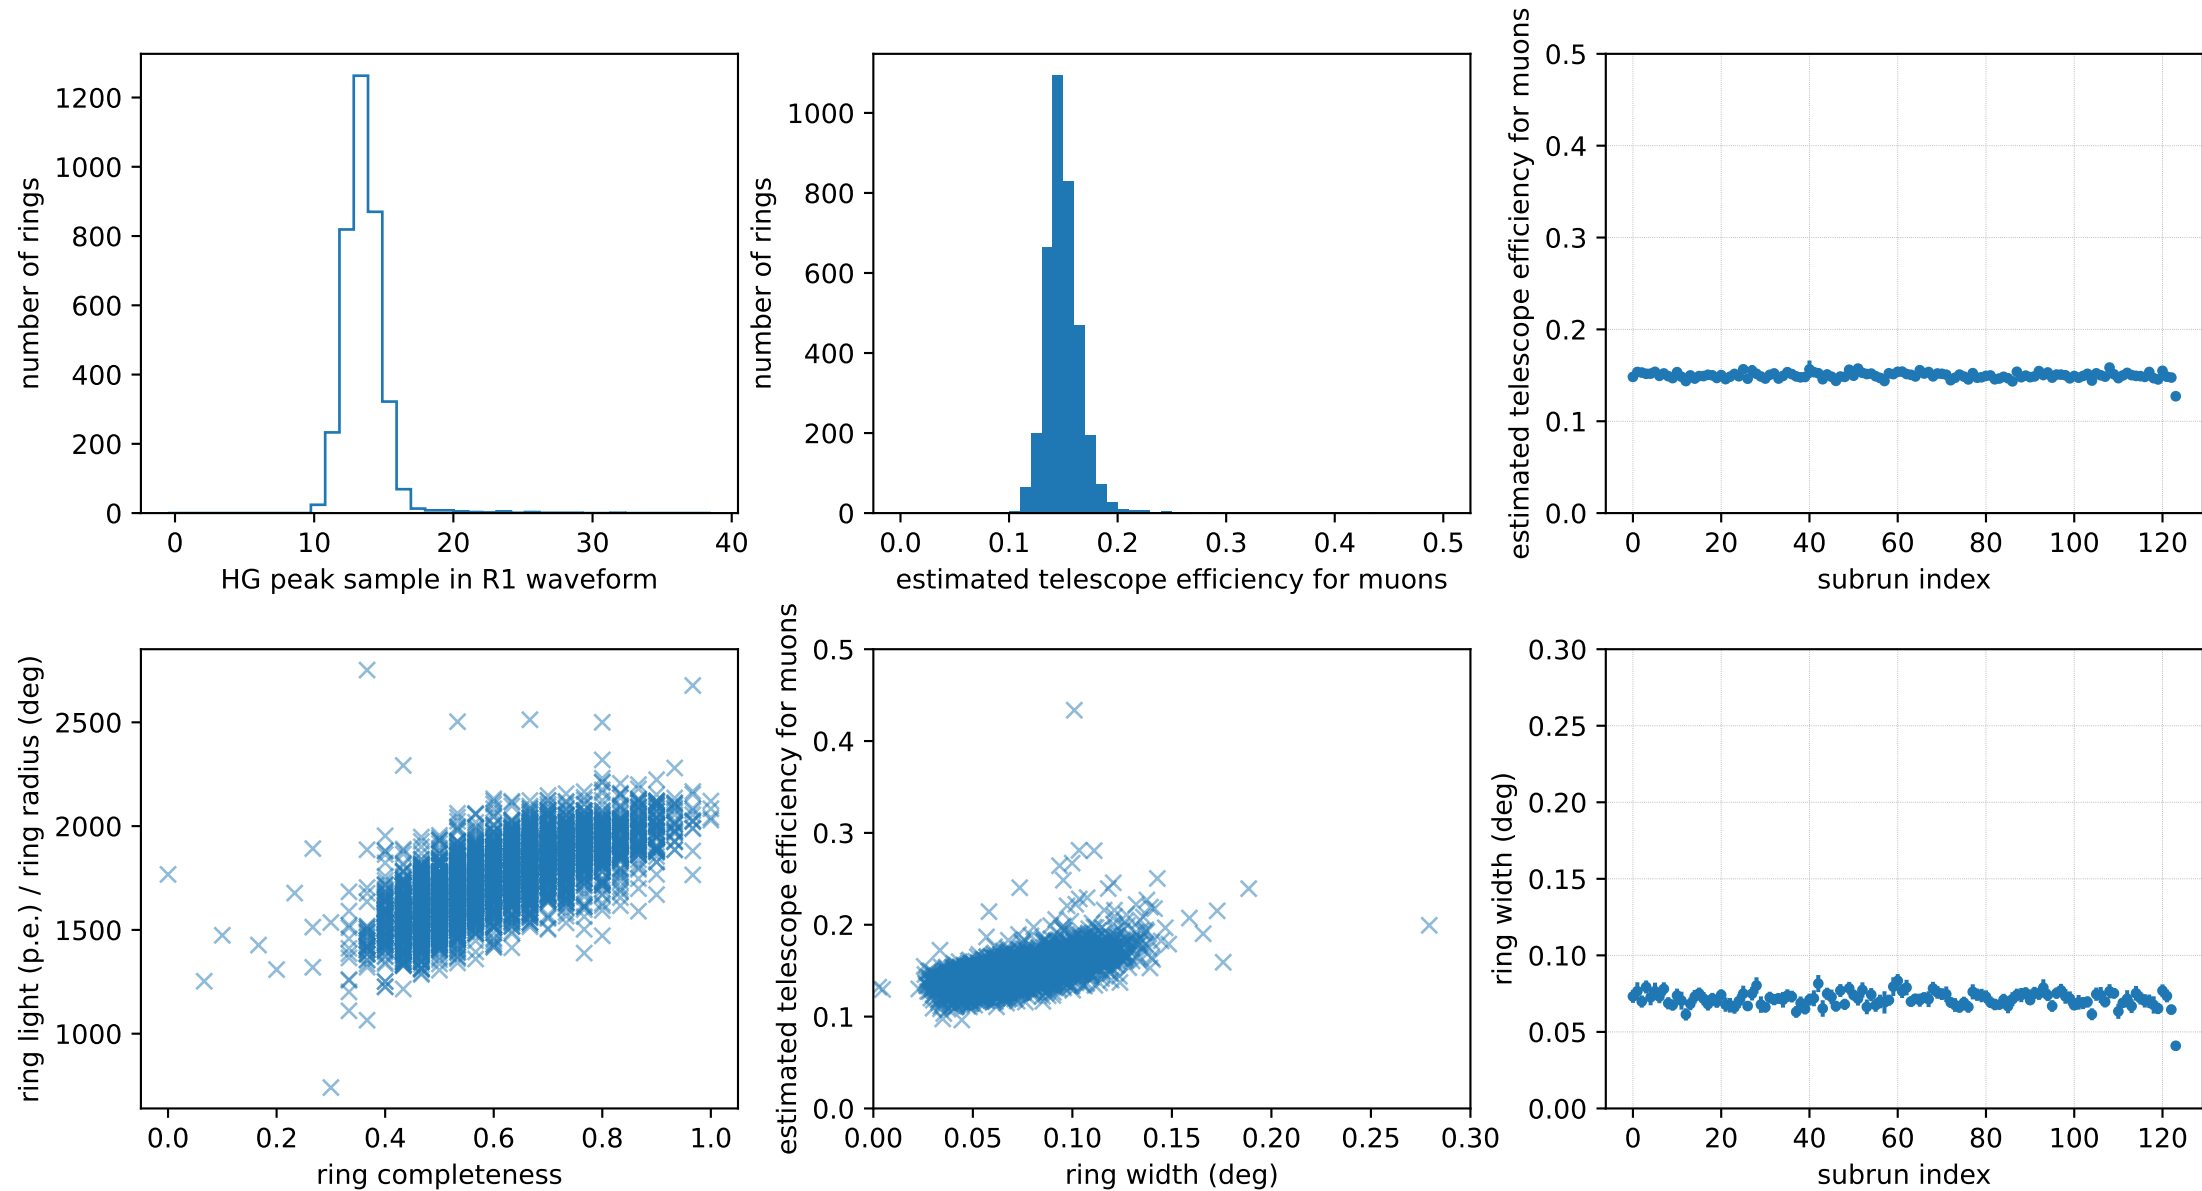 number of rings
1200
1000
800
600
400
200
0
0 10 20 30 40
HG peak sample in R1 waveform
number of rings
1000
800
600
400
200
0
0.0 0.1 0.2 0.3 0.4 0.5
estimated telescope efficiency for muons
estimated telescope efficiency for muons
0.5
0.4
0.3
0.2
0.1
0.0
0 20 40 60 80 100 120
subrun index
ring light (p.e.) / ring radius (deg)
2500
2000
1500
1000
0.0 0.2 0.4 0.6 0.8 1.0
ring completeness
estimated telescope efficiency for muons
0.5
0.4
0.3
0.2
0.1
0.0
0.00 0.05 0.10 0.15 0.20 0.25 0.30
ring width (deg)
ring width (deg)
0.30
0.25
0.20
0.15
0.10
0.05
0.00
0 20 40 60 80 100 120
subrun index